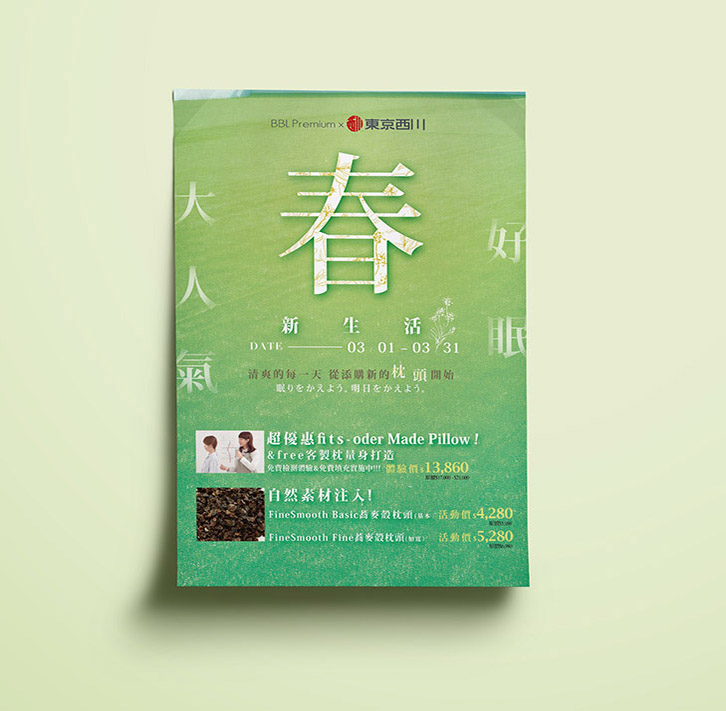 BBL Premium × 東京西川
春
大人氣
好眠
新生活
DATE 03 / 01 - 03 / 31
清爽的每一天 從添購新的枕頭開始
眠りをかえよう。明日をかえよう。
超優惠fits-oder Made Pillow!
&free客製枕量身打造
免費檢測體驗&免費填充實施中!!! 體驗價$13,860
自然素材注入!
FineSmooth Basic蕎麥殼枕頭(基本) 活動價$4,280
FineSmooth Fine蕎麥殼枕頭 活動價$5,280